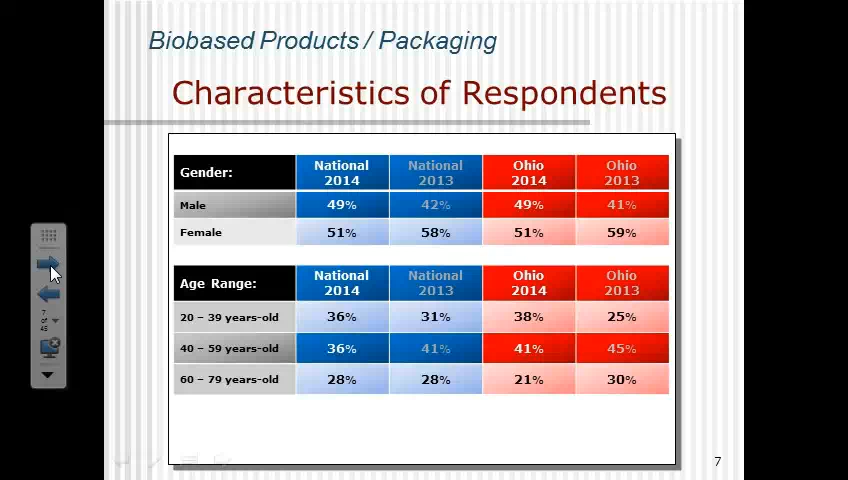 Biobased Products / Packaging
Characteristics of Respondents
Gender: National 2014 National 2013 Ohio 2014 Ohio 2013
Male 49% 42% 49% 41%
Female 51% 58% 51% 59%
Age Range: National 2014 National 2013 Ohio 2014 Ohio 2013
20 – 39 years-old 36% 31% 38% 25%
40 – 59 years-old 36% 41% 41% 45%
60 – 79 years-old 28% 28% 21% 30%
7
of
45
7